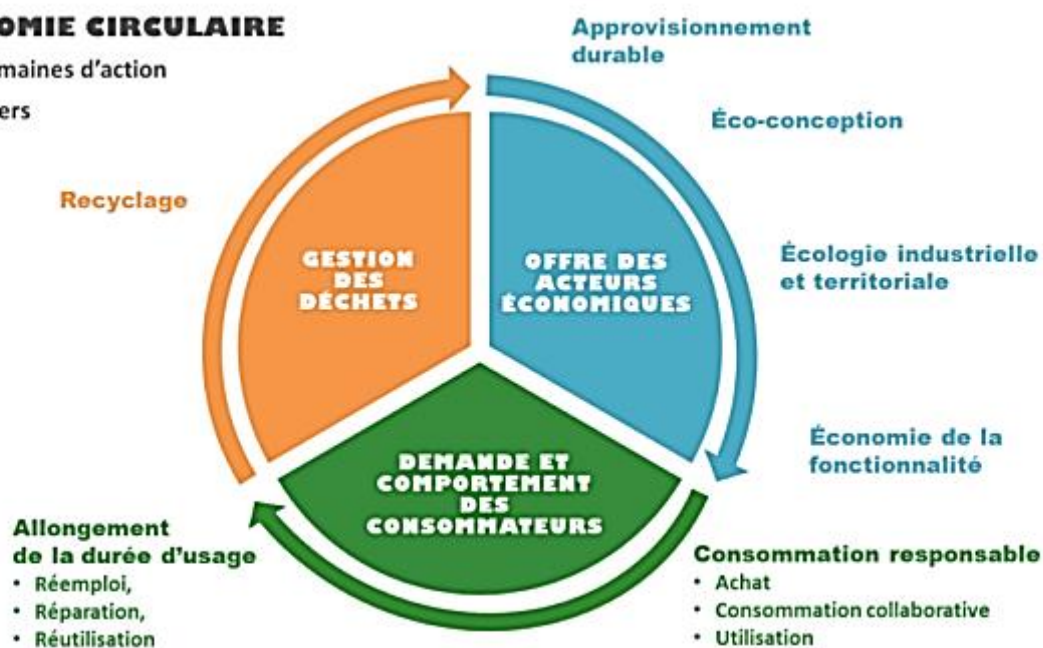 OMIE CIRCULAIRE
maines d'action
ers
Approvisionnement
durable
Éco-conception
Recyclage
GESTION
DES
DÉCHETS
OFFRE DES
ACTEURS
ÉCONOMIQUES
Écologie industrielle
et territoriale
Économie de la
fonctionnalité
DEMANDE ET
COMPORTEMENT
DES
CONSOMMATEURS
Allongement
de la durée d'usage
• Réemploi,
• Réparation,
• Réutilisation
Consommation responsable
• Achat
• Consommation collaborative
• Utilisation